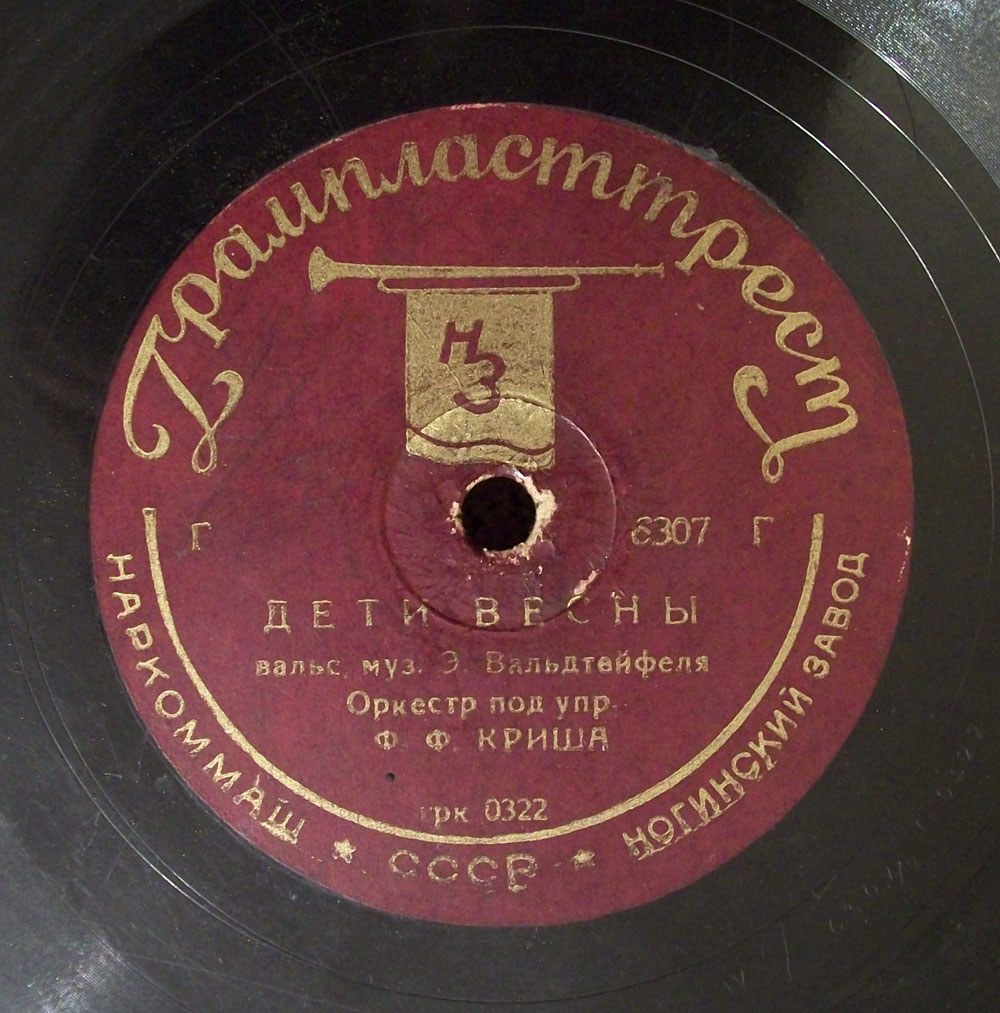 Грампласттрест
НЗ
Г 6307 Г
ДЕТИ ВЕСНЫ
вальс, муз. Э. Вальдтейфеля
Оркестр под упр.
Ф. Ф. КРИША
грк 0322
НАРКОММАШ * СССР * НОГИНСКИЙ ЗАВОД